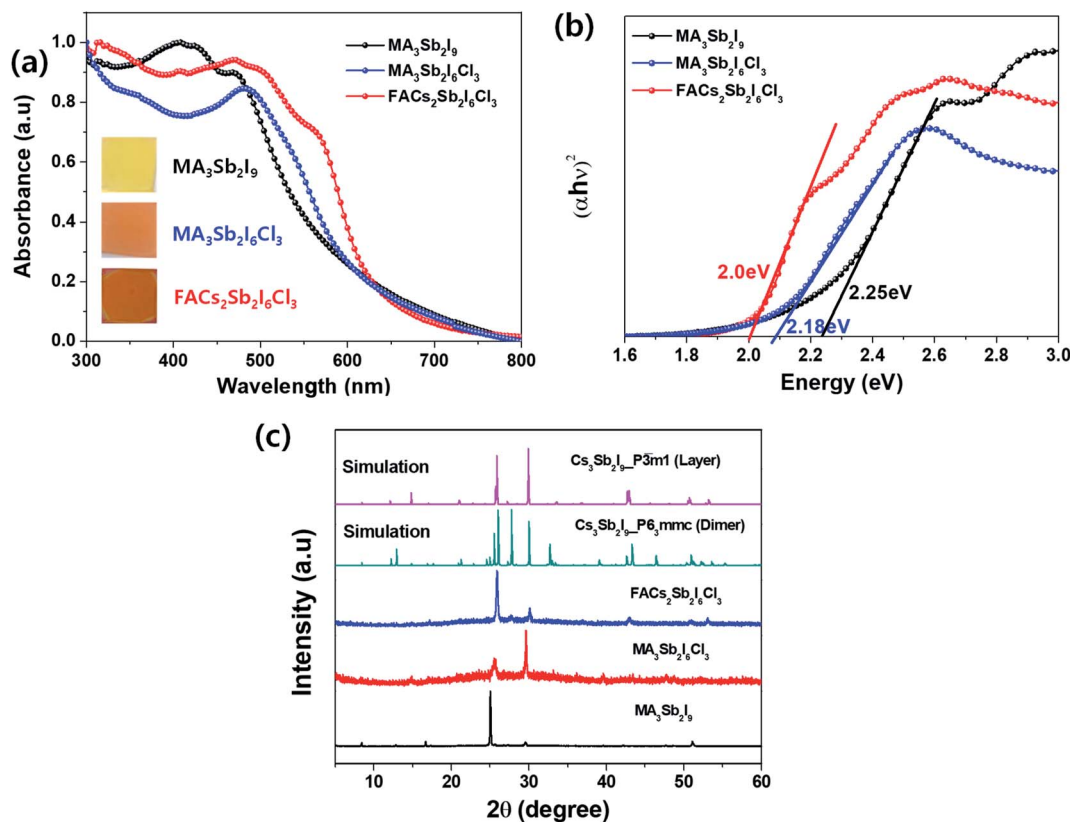 (a)
MA₃Sb₂I₉
MA₃Sb₂I₆Cl₃
FACs₂Sb₂I₆Cl₃
MA₃Sb₂I₉
MA₃Sb₂I₆Cl₃
FACs₂Sb₂I₆Cl₃
Absorbance (a.u)
1.0
0.8
0.6
0.4
0.2
0.0
300 400 500 600 700 800
Wavelength (nm)
(b)
MA₃Sb₂I₉
MA₃Sb₂I₆Cl₃
FACs₂Sb₂I₆Cl₃
(αhν)²
2.0eV
2.25eV
2.18eV
1.6 1.8 2.0 2.2 2.4 2.6 2.8 3.0
Energy (eV)
(c)
Simulation
Cs₃Sb₂I₉_P3̅m1 (Layer)
Simulation
Cs₃Sb₂I₉_P6₃mmc (Dimer)
FACs₂Sb₂I₆Cl₃
MA₃Sb₂I₆Cl₃
MA₃Sb₂I₉
Intensity (a.u)
10 20 30 40 50 60
2θ (degree)